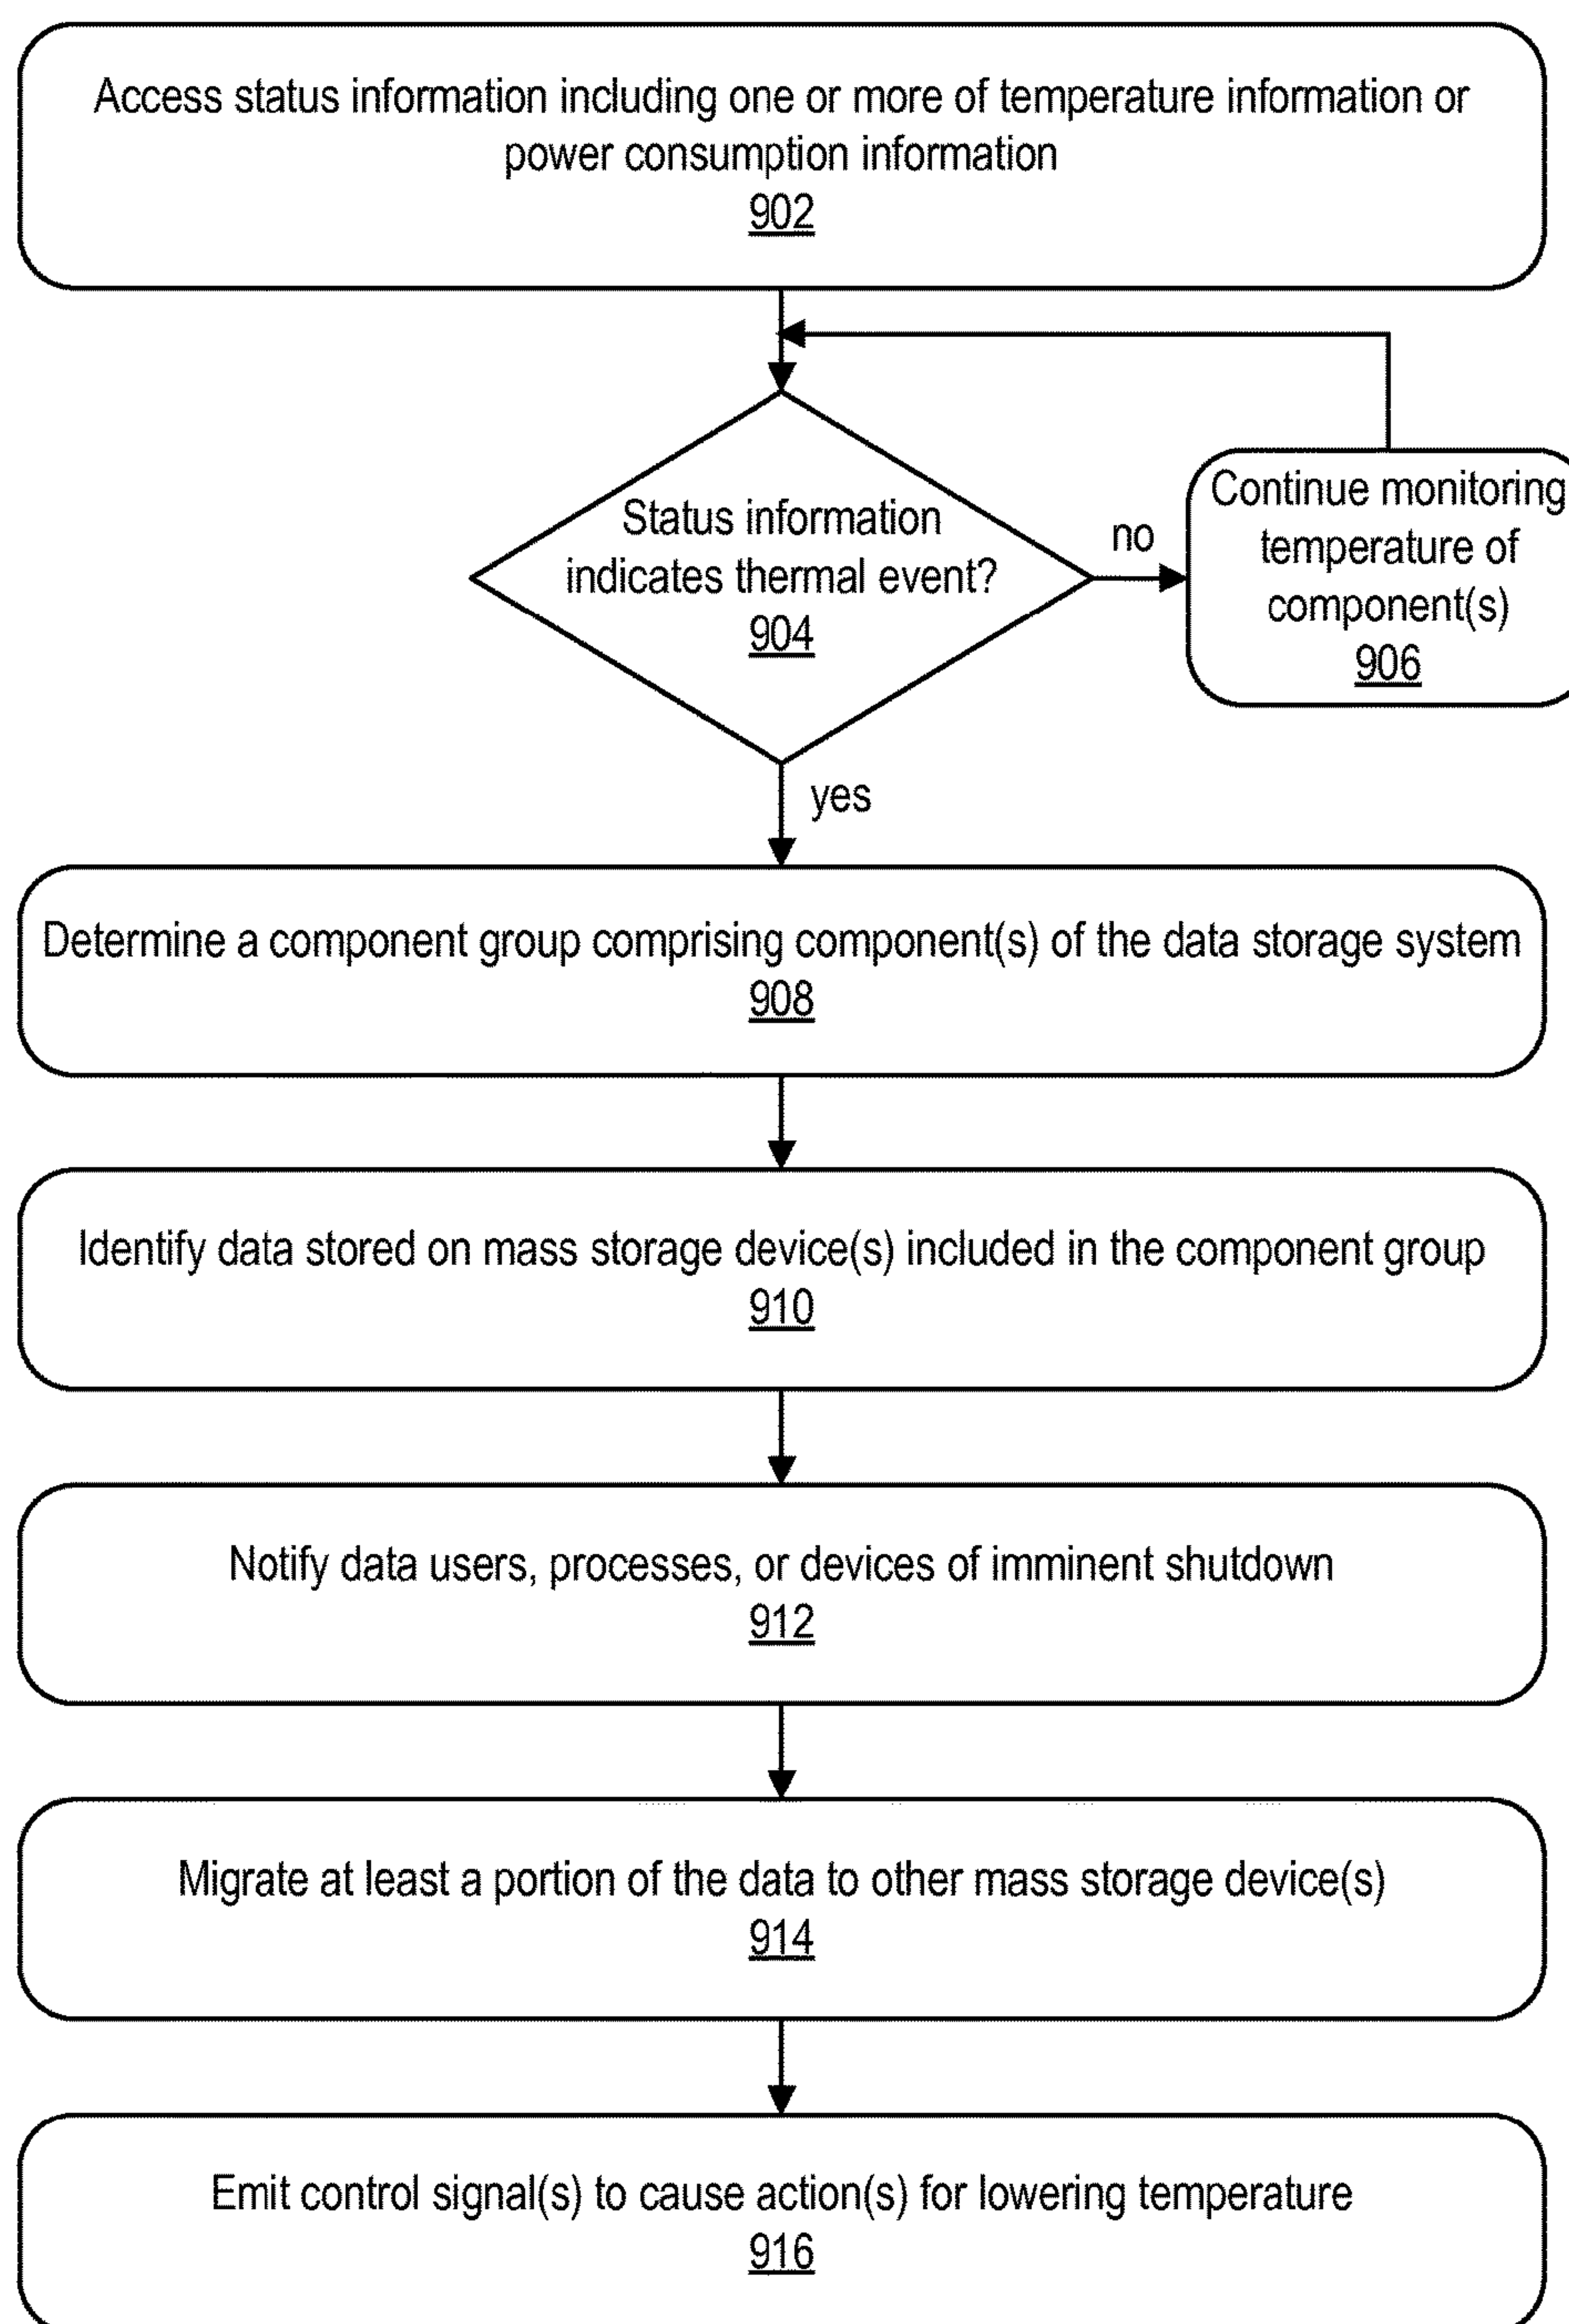 Access status information including one or more of temperature information or
power consumption information
902
Status information
indicates thermal event?
904
no
Continue monitoring
temperature of
component(s)
906
yes
Determine a component group comprising component(s) of the data storage system
908
Identify data stored on mass storage device(s) included in the component group
910
Notify data users, processes, or devices of imminent shutdown
912
Migrate at least a portion of the data to other mass storage device(s)
914
Emit control signal(s) to cause action(s) for lowering temperature
916